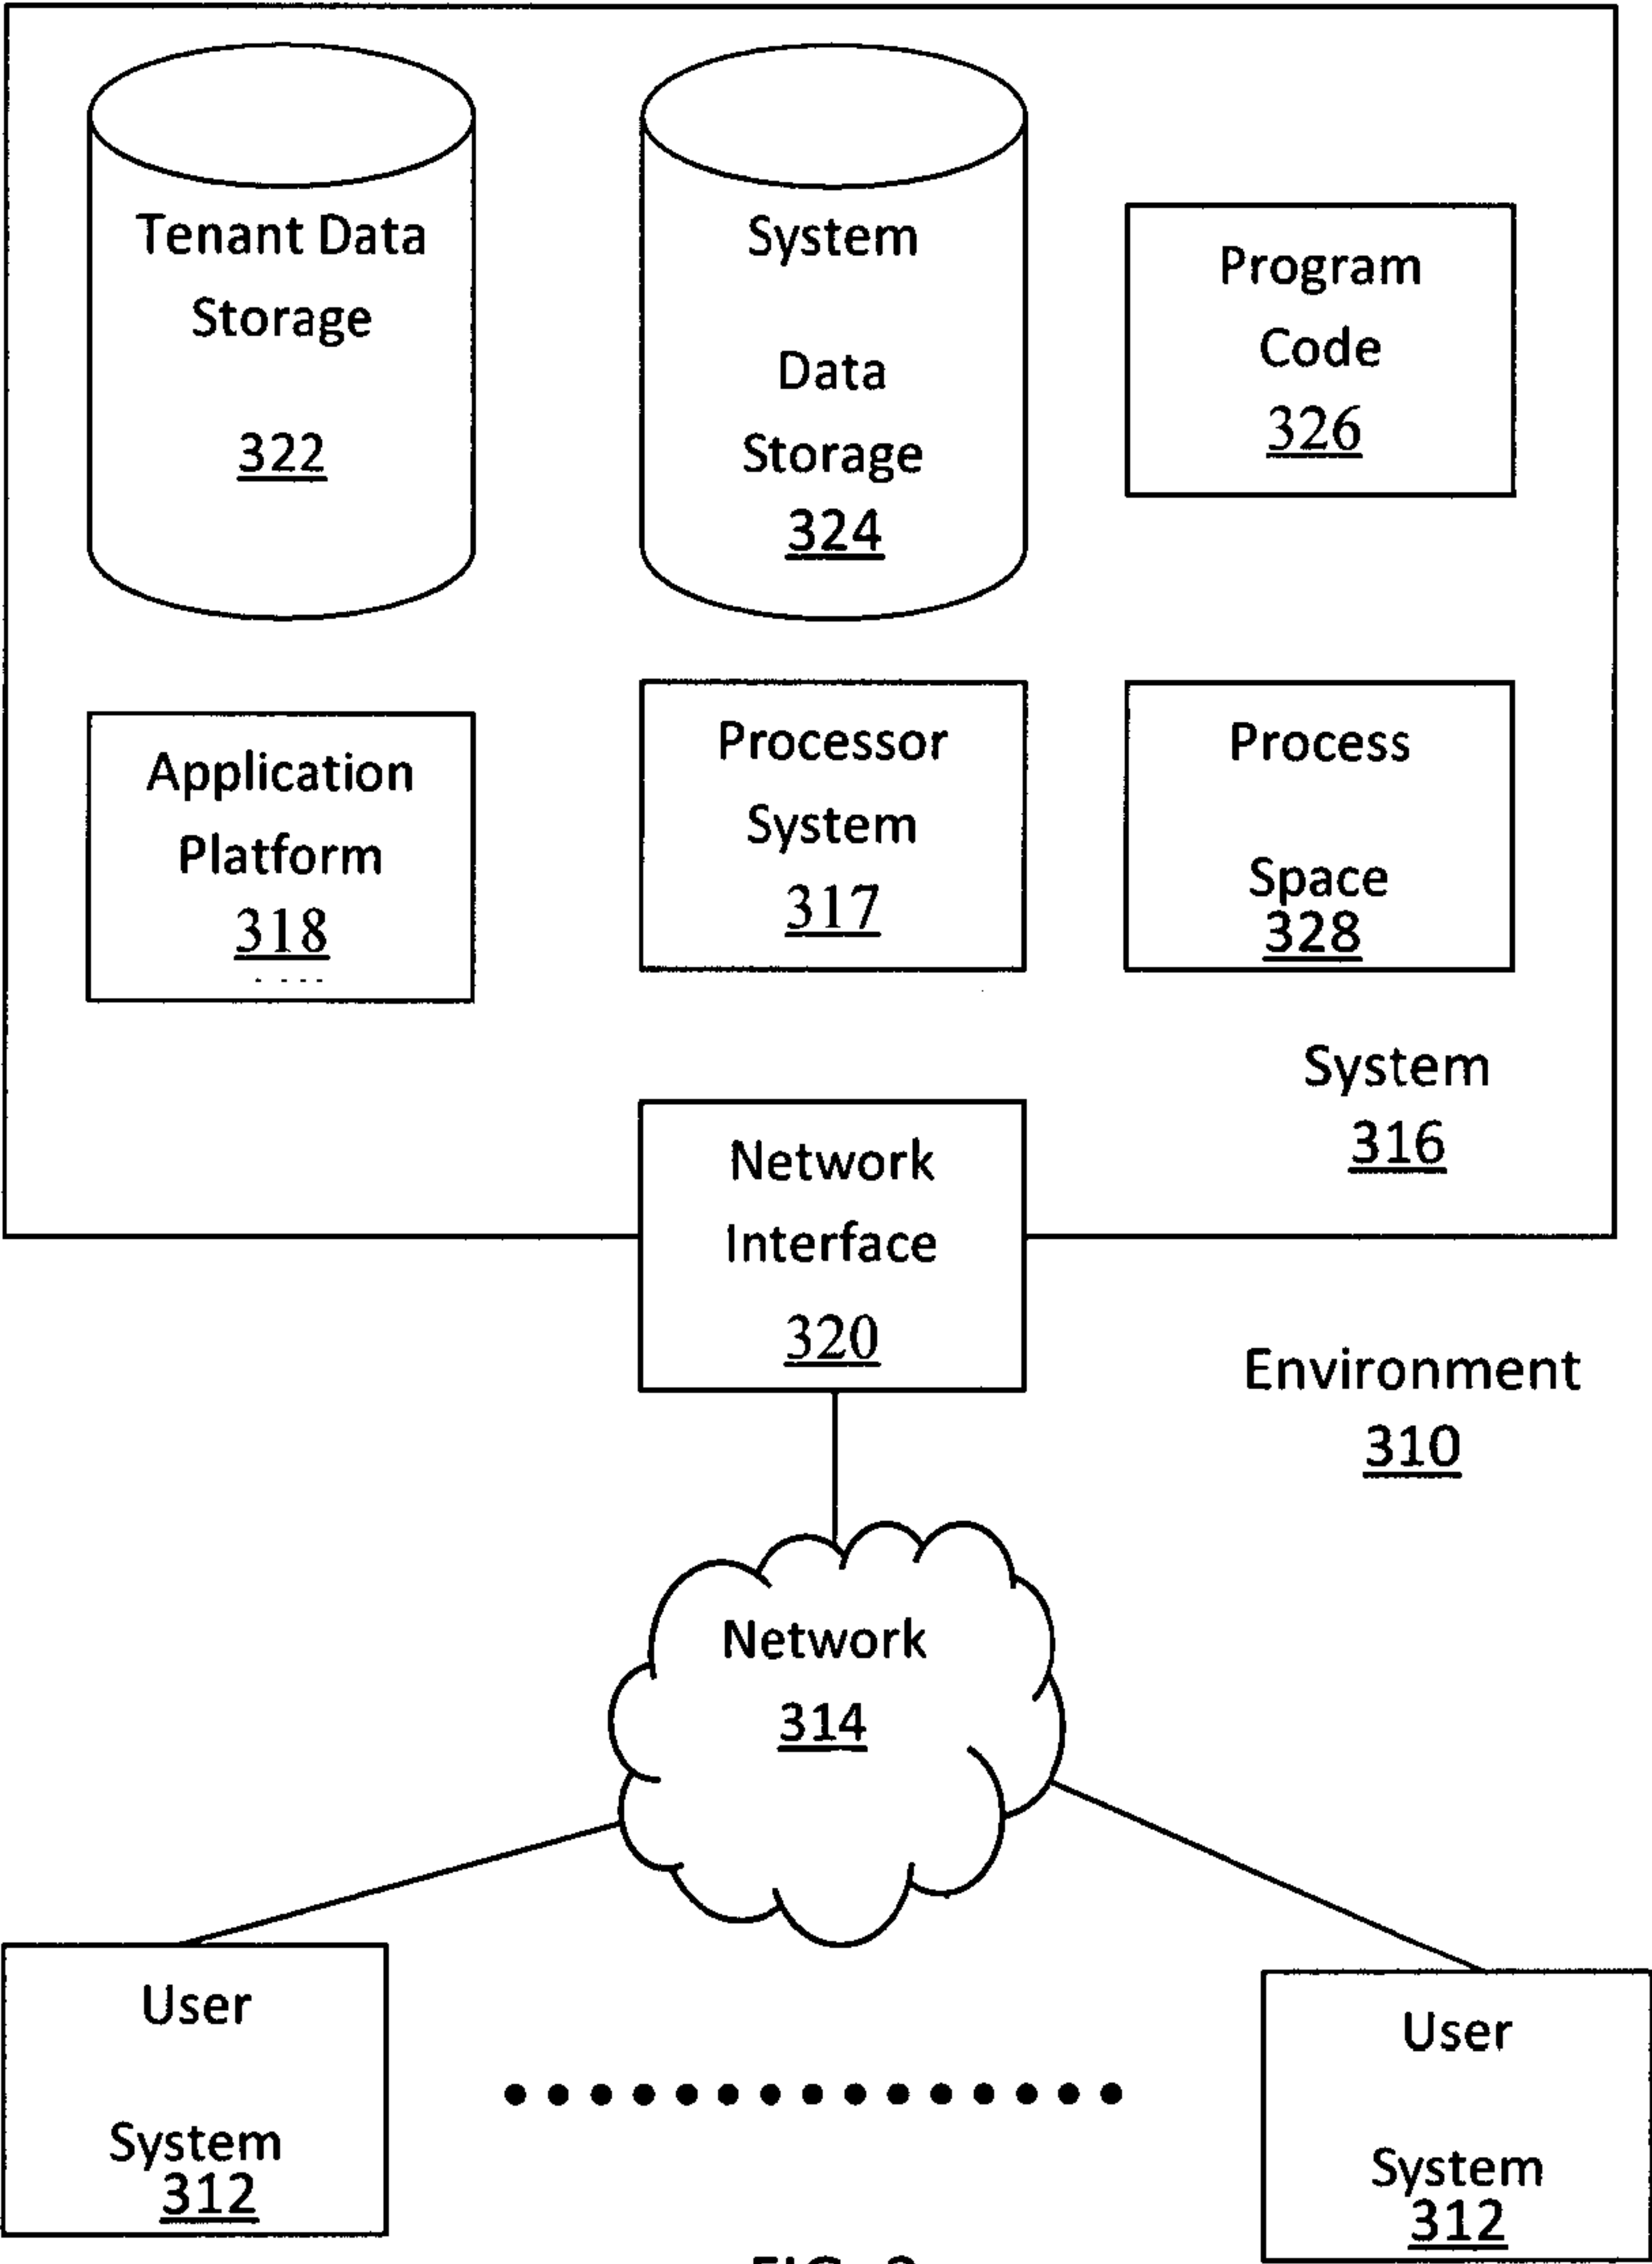 Tenant Data
Storage
322
System
Data
Storage
324
Program
Code
326
Application
Platform
318
Processor
System
317
Process
Space
328
System
316
Network
Interface
320
Environment
310
Network
314
User
System
312
User
System
312